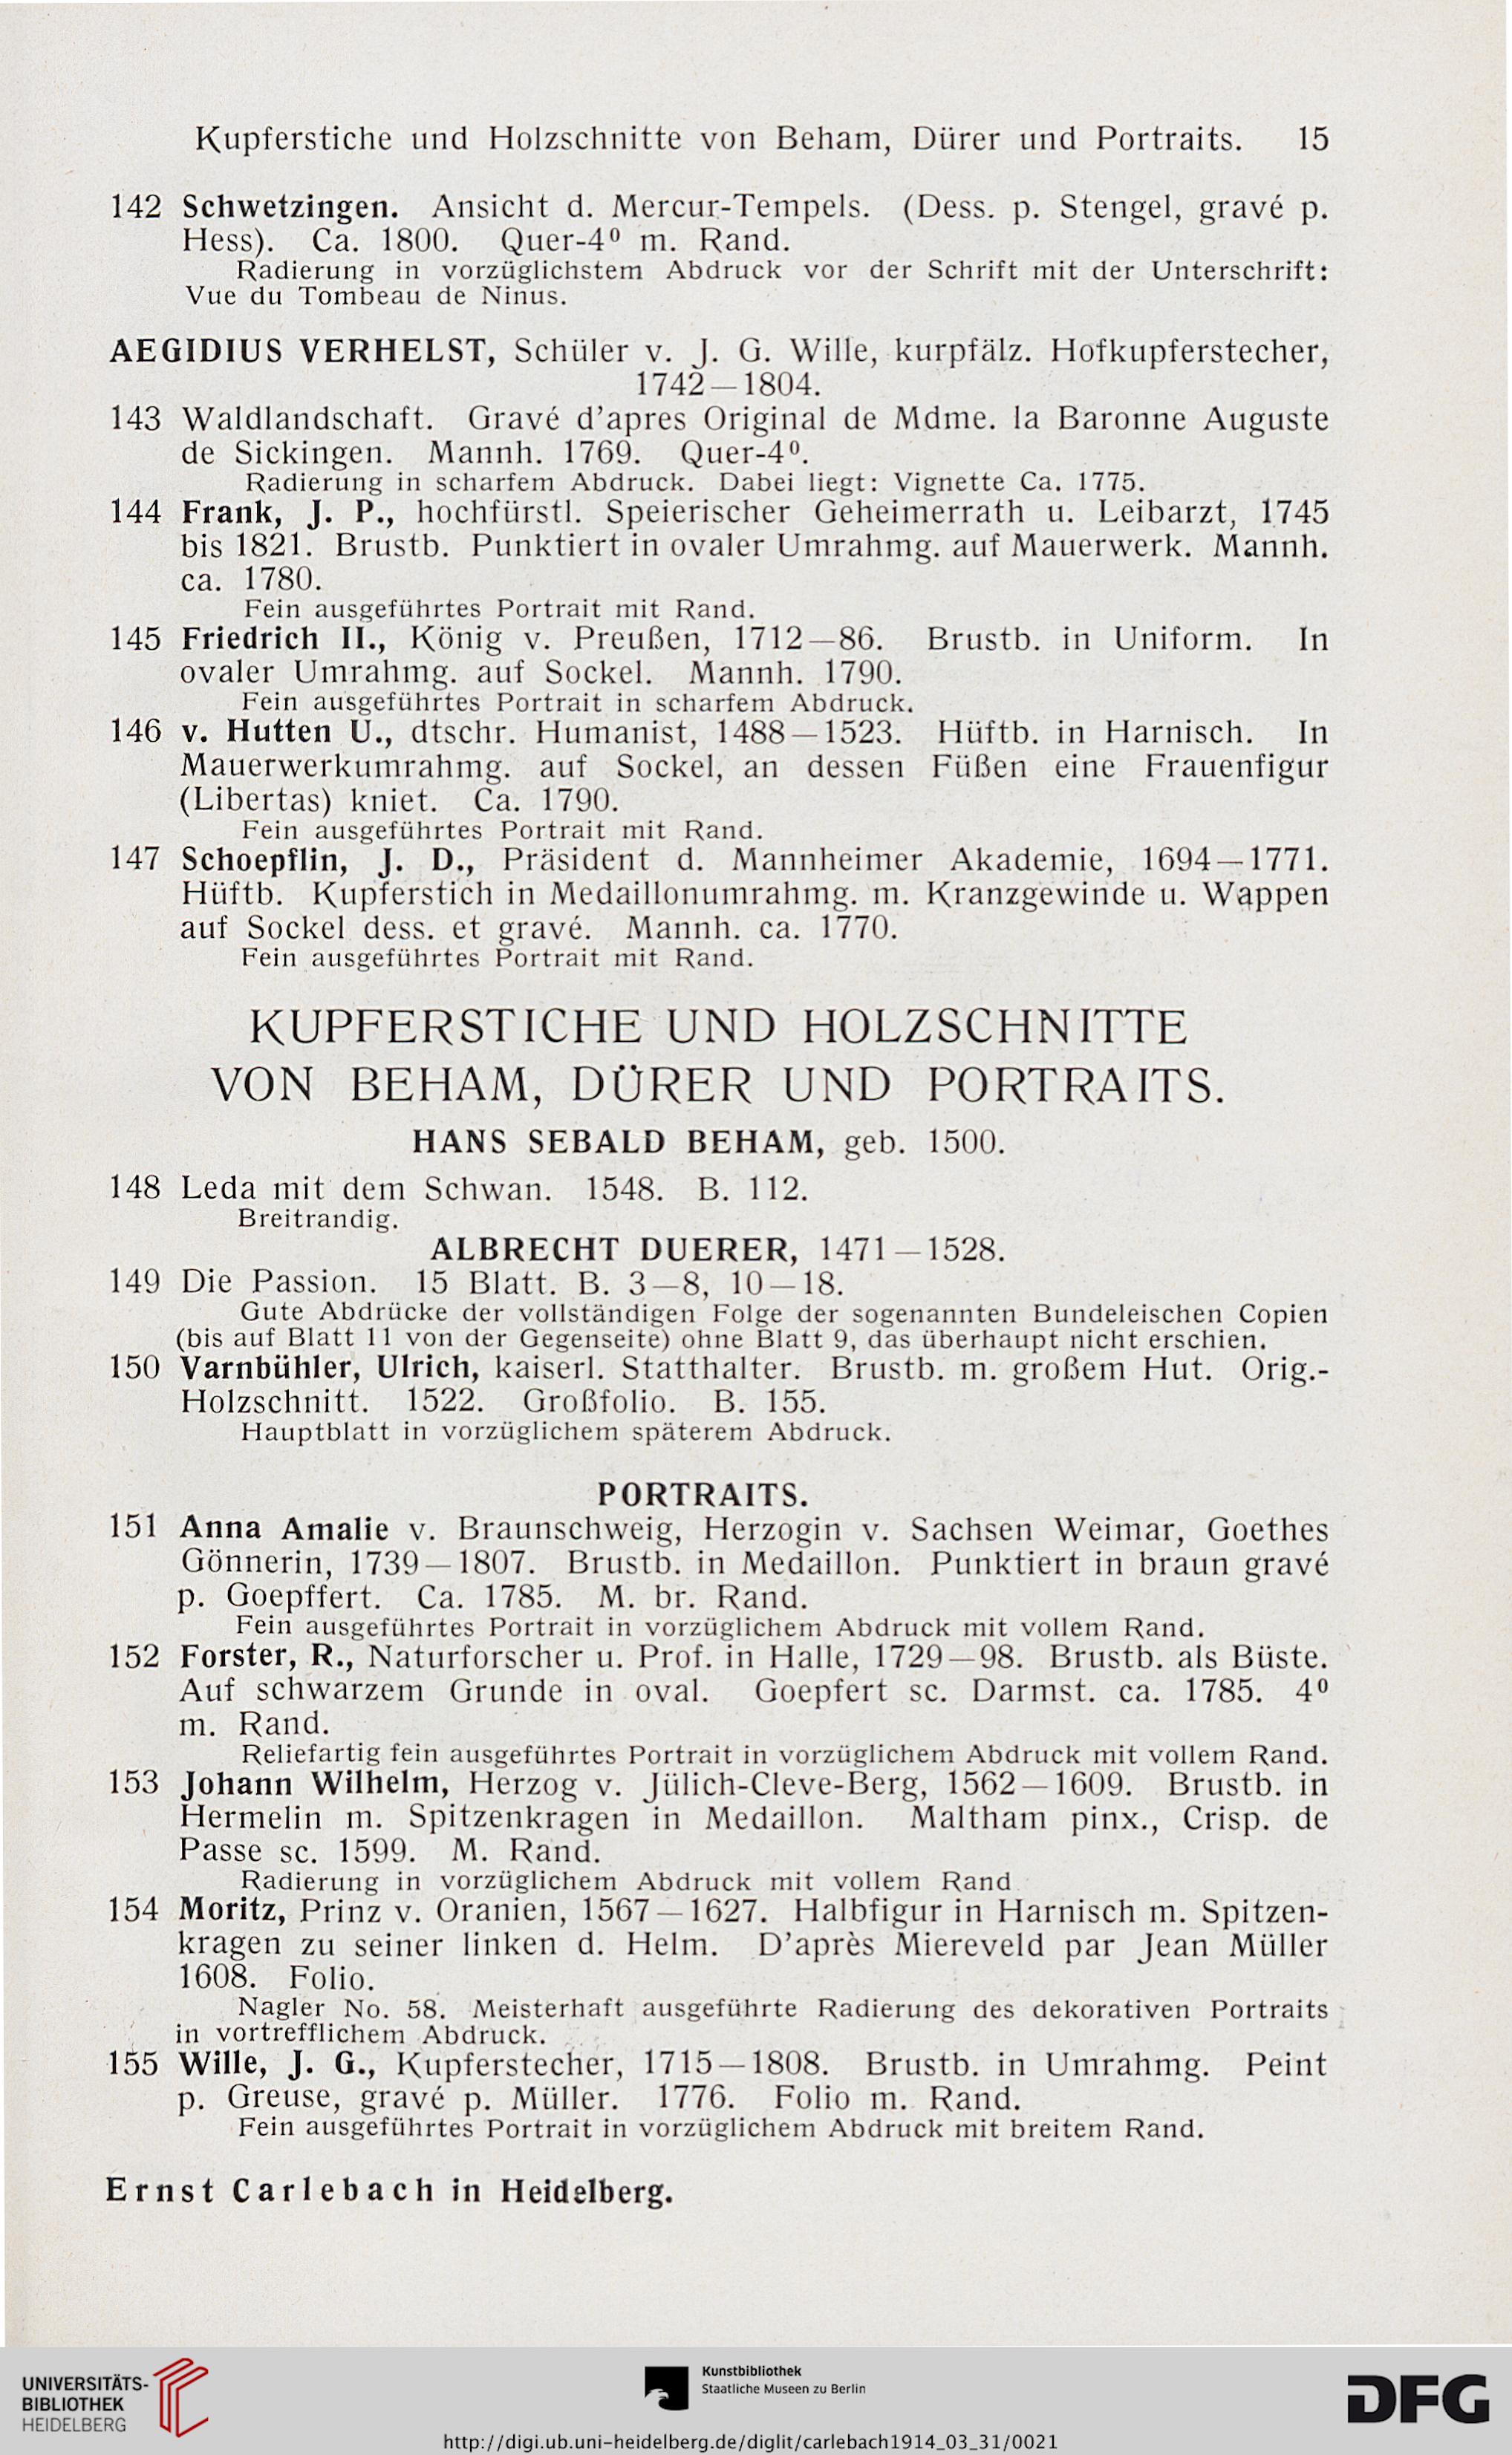 Kupferstiche und Holzschnitte von Beham, Dürer und Portraits. 15
142 Schwetzingen. Ansicht d. Mercur-Tempels. (Dess. p. Stengel, gravé p.
Hess). Ca. 1800. Quer-4⁰ m. Rand.
Radierung in vorzüglichstem Abdruck vor der Schrift mit der Unterschrift:
Vue du Tombeau de Ninus.
AEGIDIUS VERHELST, Schüler v. J. G. Wille, kurpfälz. Hofkupferstecher,
1742—1804.
143 Waldlandschaft. Gravé d'apres Original de Mdme. la Baronne Auguste
de Sickingen. Mannh. 1769. Quer-4⁰.
Radierung in scharfem Abdruck. Dabei liegt: Vignette Ca. 1775.
144 Frank, J. P., hochfürstl. Speierischer Geheimerrath u. Leibarzt, 1745
bis 1821. Brustb. Punktiert in ovaler Umrahmg. auf Mauerwerk. Mannh.
ca. 1780.
Fein ausgeführtes Portrait mit Rand.
145 Friedrich II., König v. Preußen, 1712—86. Brustb. in Uniform. In
ovaler Umrahmg. auf Sockel. Mannh. 1790.
Fein ausgeführtes Portrait in scharfem Abdruck.
146 v. Hutten U., dtschr. Humanist, 1488—1523. Hüftb. in Harnisch. In
Mauerwerkumrahmg. auf Sockel, an dessen Füßen eine Frauenfigur
(Libertas) kniet. Ca. 1790.
Fein ausgeführtes Portrait mit Rand.
147 Schoepflin, J. D., Präsident d. Mannheimer Akademie, 1694—1771.
Hüftb. Kupferstich in Medaillonumrahmg. m. Kranzgewinde u. Wappen
auf Sockel dess. et gravé. Mannh. ca. 1770.
Fein ausgeführtes Portrait mit Rand.
KUPFERSTICHE UND HOLZSCHNITTE
VON BEHAM, DÜRER UND PORTRAITS.
HANS SEBALD BEHAM, geb. 1500.
148 Leda mit dem Schwan. 1548. B. 112.
Breitrandig.
ALBRECHT DUERER, 1471—1528.
149 Die Passion. 15 Blatt. B. 3—8, 10—18.
Gute Abdrücke der vollständigen Folge der sogenannten Bundeleischen Copien
(bis auf Blatt 11 von der Gegenseite) ohne Blatt 9, das überhaupt nicht erschien.
150 Varnbühler, Ulrich, kaiserl. Statthalter. Brustb. m. großem Hut. Orig.-
Holzschnitt. 1522. Großfolio. B. 155.
Hauptblatt in vorzüglichem späterem Abdruck.
PORTRAITS.
151 Anna Amalie v. Braunschweig, Herzogin v. Sachsen Weimar, Goethes
Gönnerin, 1739—1807. Brustb. in Medaillon. Punktiert in braun gravé
p. Goepffert. Ca. 1785. M. br. Rand.
Fein ausgeführtes Portrait in vorzüglichem Abdruck mit vollem Rand.
152 Forster, R., Naturforscher u. Prof. in Halle, 1729—98. Brustb. als Büste.
Auf schwarzem Grunde in oval. Goepfert sc. Darmst. ca. 1785. 4⁰
m. Rand.
Reliefartig fein ausgeführtes Portrait in vorzüglichem Abdruck mit vollem Rand.
153 Johann Wilhelm, Herzog v. Jülich-Cleve-Berg, 1562—1609. Brustb. in
Hermelin m. Spitzenkragen in Medaillon. Maltham pinx., Crisp. de
Passe sc. 1599. M. Rand.
Radierung in vorzüglichem Abdruck mit vollem Rand
154 Moritz, Prinz v. Oranien, 1567—1627. Halbfigur in Harnisch m. Spitzen-
kragen zu seiner linken d. Helm. D'après Miereveld par Jean Müller
1608. Folio.
Nagler No. 58. Meisterhaft ausgeführte Radierung des dekorativen Portraits
in vortrefflichem Abdruck.
155 Wille, J. G., Kupferstecher, 1715—1808. Brustb. in Umrahmg. Peint
p. Greuse, gravé p. Müller. 1776. Folio m. Rand.
Fein ausgeführtes Portrait in vorzüglichem Abdruck mit breitem Rand.
Ernst Carlebach in Heidelberg.
UNIVERSITÄTS-
BIBLIOTHEK
HEIDELBERG
Kunstbibliothek
Staatliche Museen zu Berlin
DFG
http://digi.ub.uni-heidelberg.de/diglit/carlebach1914_03_31/0021